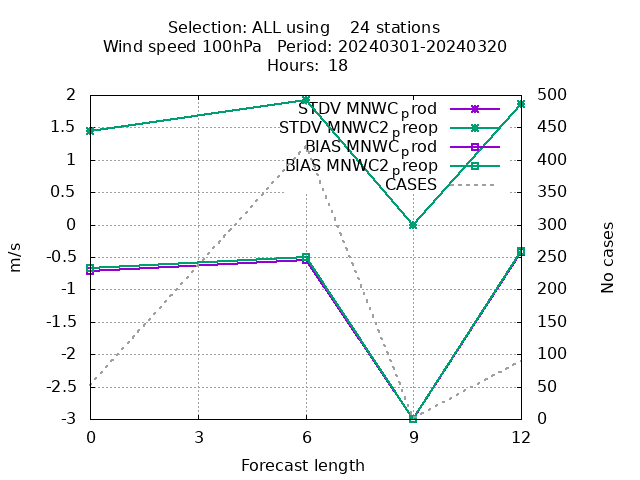 Selection: ALL using    24 stations
Wind speed 100hPa   Period: 20240301-20240320
Hours:  18
2
1.5
1
0.5
0
-0.5
-1
-1.5
-2
-2.5
-3
m/s
STDV MNWC_prod
STDV MNWC2_preop
BIAS MNWC_prod
BIAS MNWC2_preop
CASES
500
450
400
350
300
250
200
150
100
50
0
No cases
0 3 6 9 12
Forecast length